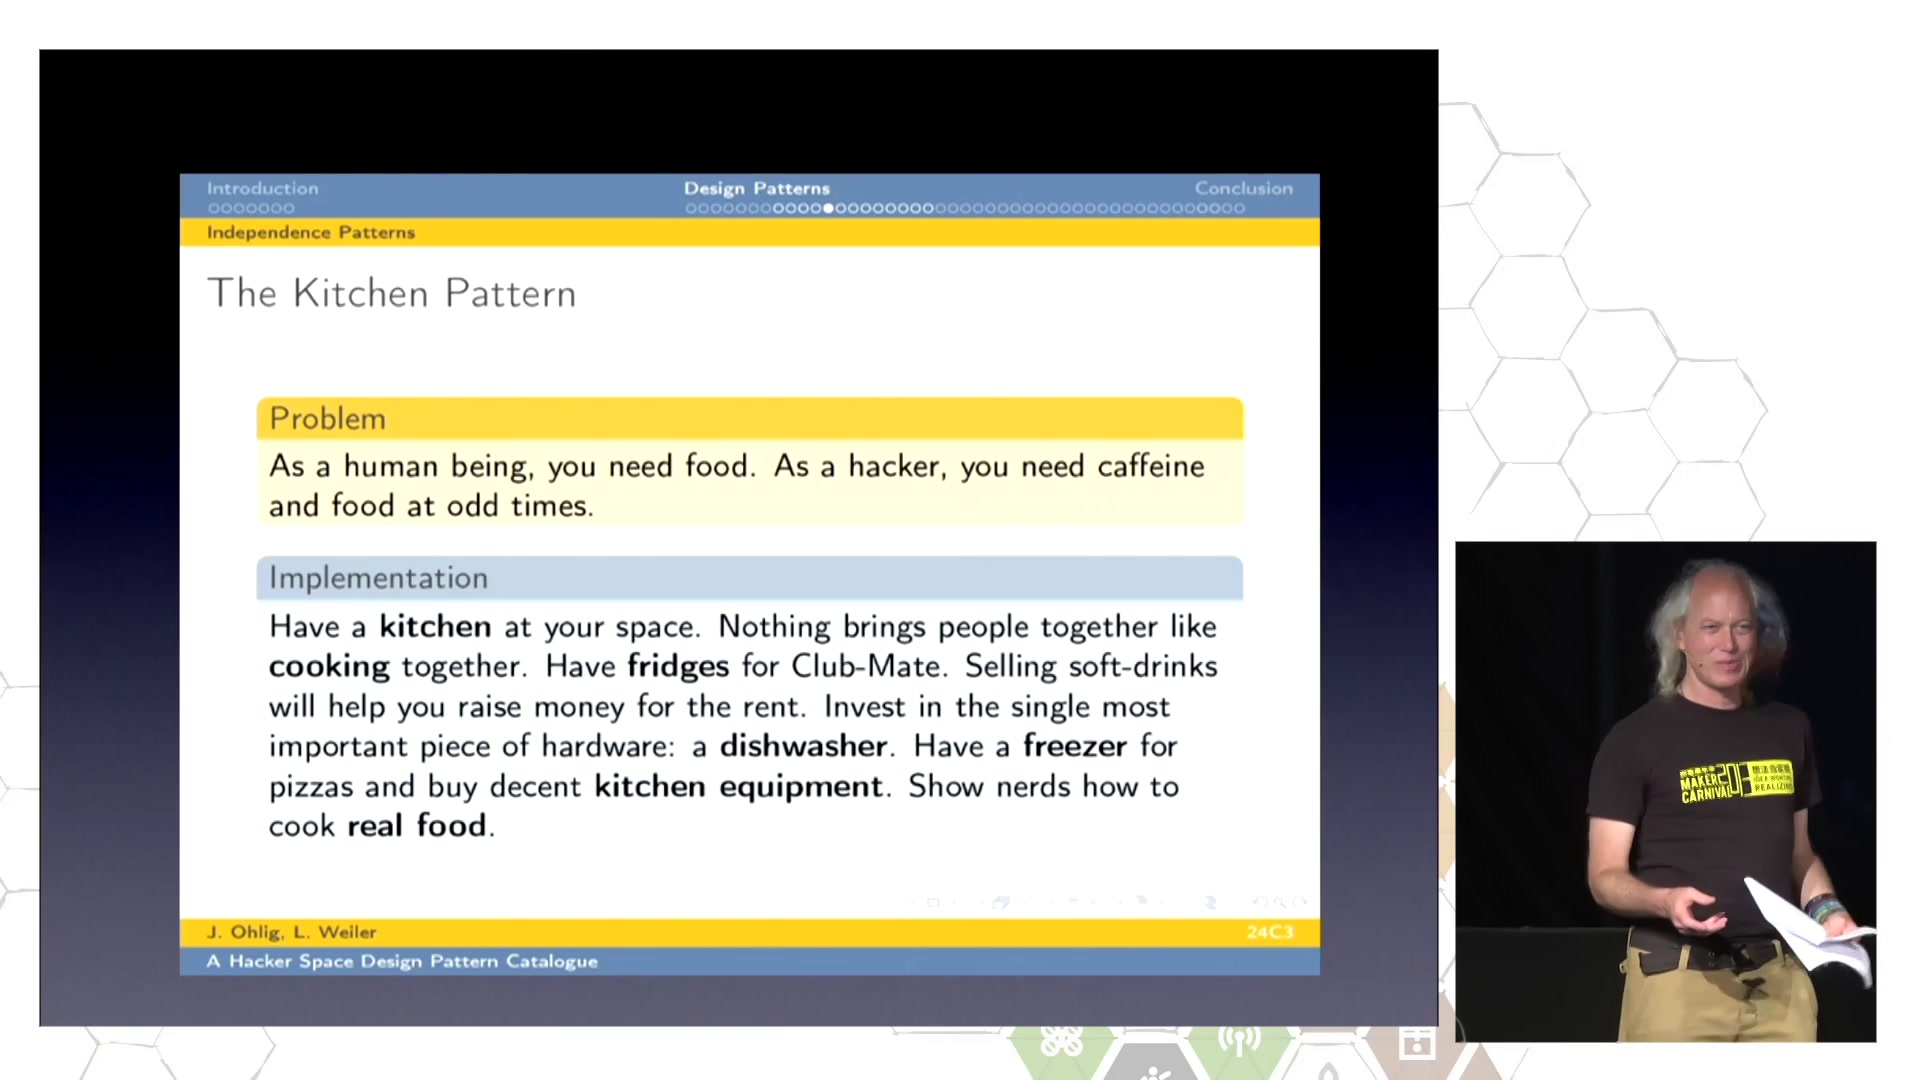 Introduction
Design Patterns
Conclusion
Independence Patterns
The Kitchen Pattern
Problem
As a human being, you need food. As a hacker, you need caffeine
and food at odd times.
Implementation
Have a kitchen at your space. Nothing brings people together like
cooking together. Have fridges for Club-Mate. Selling soft-drinks
will help you raise money for the rent. Invest in the single most
important piece of hardware: a dishwasher. Have a freezer for
pizzas and buy decent kitchen equipment. Show nerds how to
cook real food.
J. Ohlig, L. Weiler
24C3
A Hacker Space Design Pattern Catalogue
MAKER
CARNIVAL
2013
REALIZING